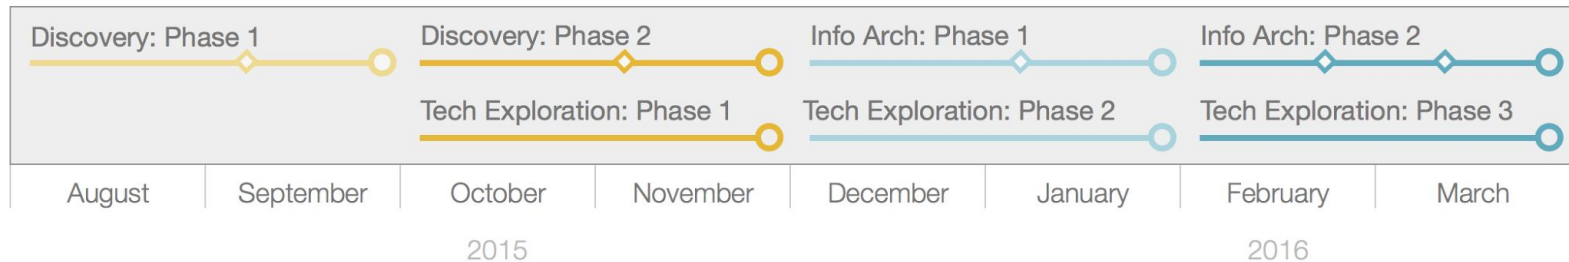 Discovery: Phase 1
Discovery: Phase 2
Info Arch: Phase 1
Info Arch: Phase 2
Tech Exploration: Phase 1
Tech Exploration: Phase 2
Tech Exploration: Phase 3
August
September
October
November
December
January
February
March
2015
2016